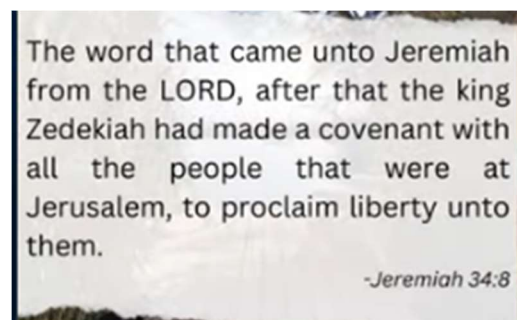 The word that came unto Jeremiah
from the LORD, after that the king
Zedekiah had made a covenant with
all the people that were at
Jerusalem, to proclaim liberty unto
them.
-Jeremiah 34:8